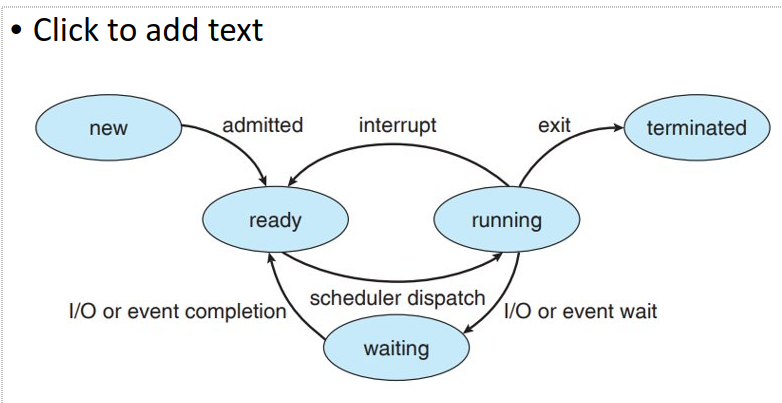 • Click to add text
new
admitted
interrupt
exit
terminated
ready
running
scheduler dispatch
I/O or event completion
I/O or event wait
waiting